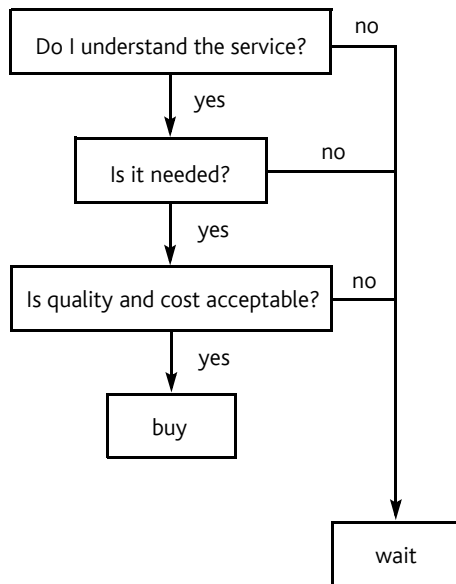 Do I understand the service?
no
yes
Is it needed?
no
yes
Is quality and cost acceptable?
no
yes
buy
wait